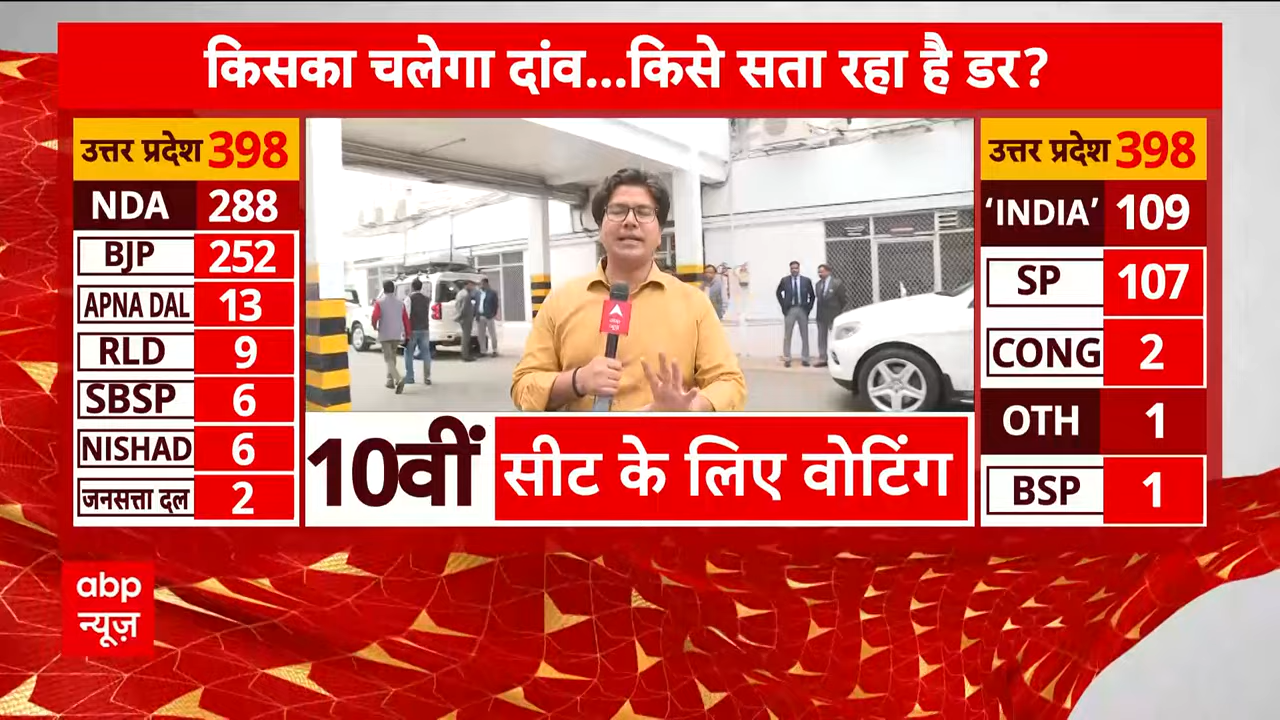 किसका चलेगा दांव...किसे सता रहा है डर?
उत्तर प्रदेश 398
NDA 288
BJP 252
APNA DAL 13
RLD 9
SBSP 6
NISHAD 6
जनसत्ता दल 2
10वीं सीट के लिए वोटिंग
उत्तर प्रदेश 398
‘INDIA’ 109
SP 107
CONG 2
OTH 1
BSP 1
abp
न्यूज़